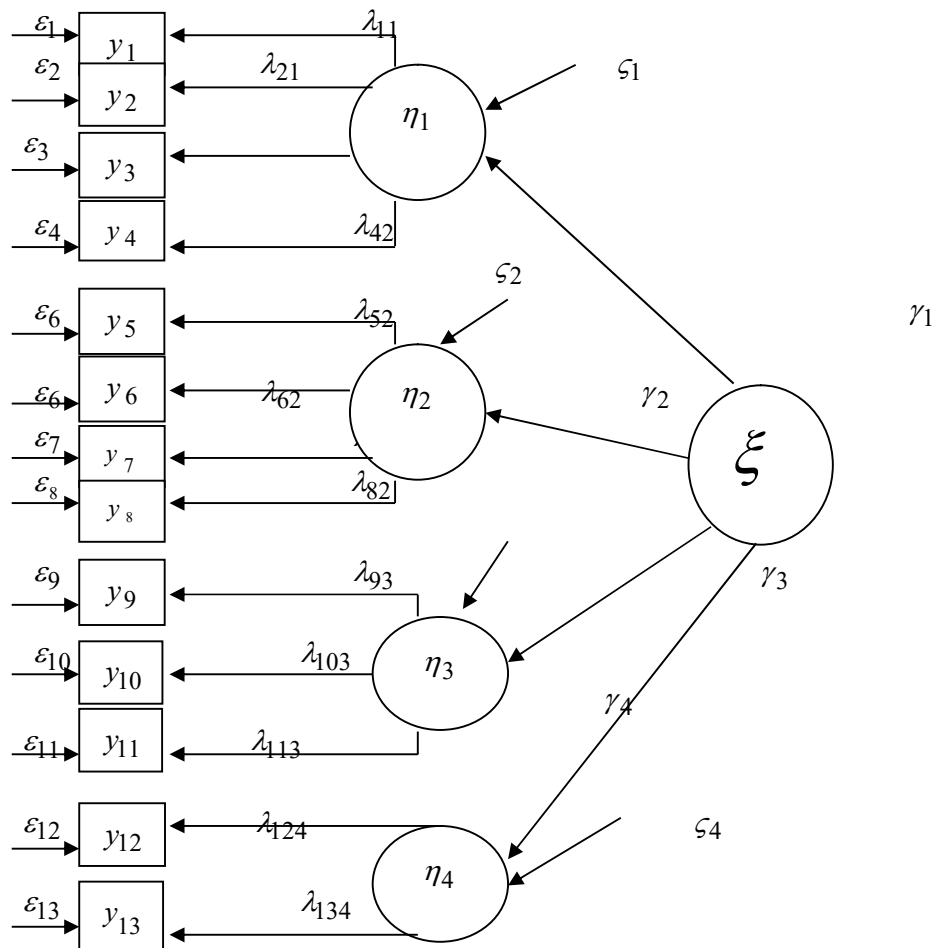 ε1 y1 λ11
ε2 y2 λ21 η1 ς1
ε3 y3
ε4 y4 λ42
ς2
ε6 y5 λ52 γ1
ε6 y6 λ62 η2 γ2
ε7 y7 ξ
ε8 y8 λ82
ε9 y9 λ93 γ3
ε10 y10 λ103 η3
γ4
ε11 y11 λ113
ε12 y12 λ124 ς4
η4
ε13 y13 λ134